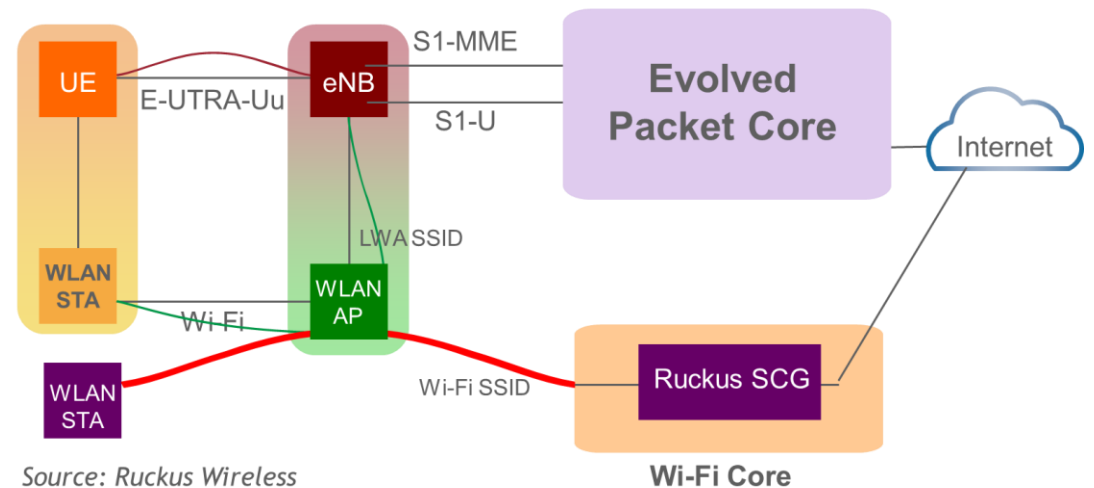 UE
E-UTRA-Uu
eNB
S1-MME
S1-U
Evolved
Packet Core
Internet
LWA SSID
WLAN
STA
Wi-Fi
WLAN
AP
WLAN
STA
Wi-Fi SSID
Ruckus SCG
Wi-Fi Core
Source: Ruckus Wireless